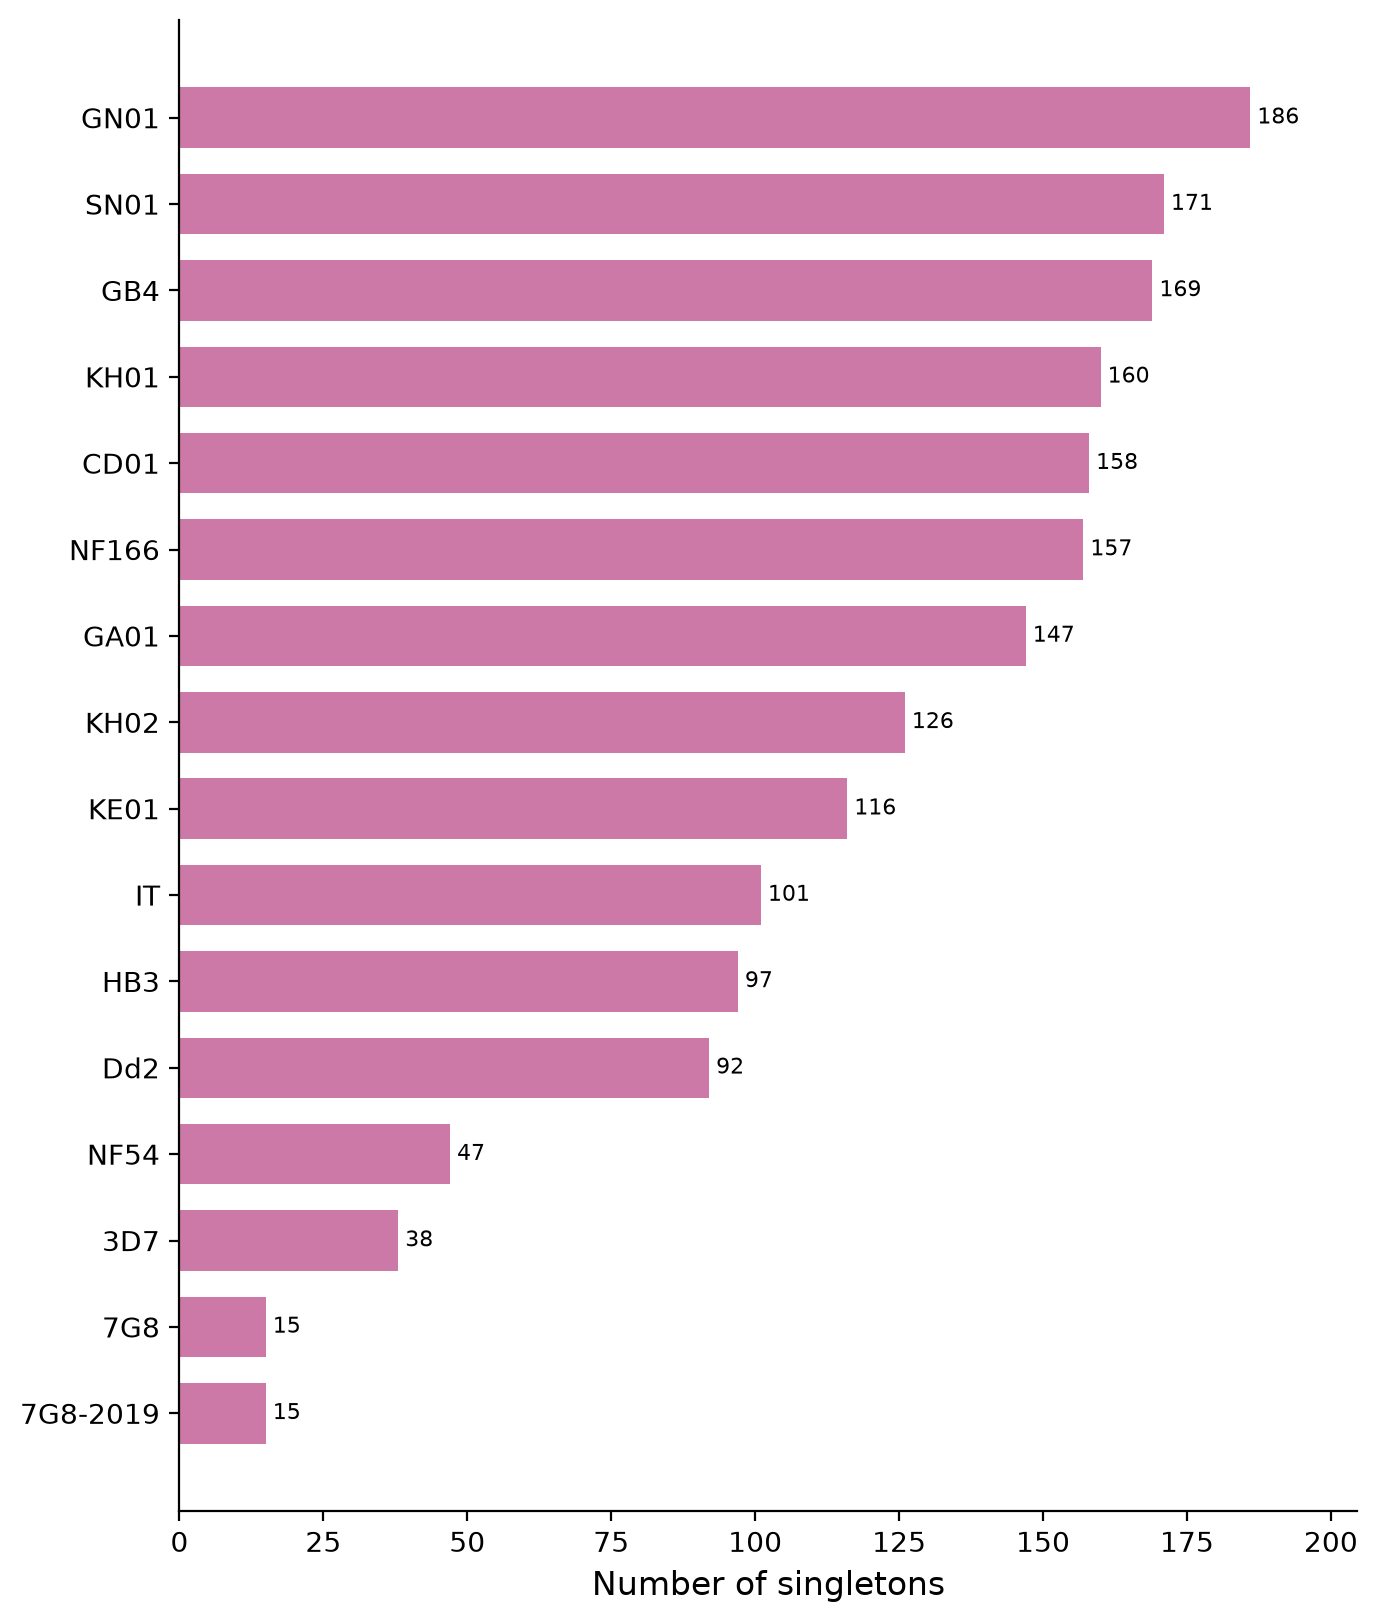 GN01 186
SN01 171
GB4 169
KH01 160
CD01 158
NF166 157
GA01 147
KH02 126
KE01 116
IT 101
HB3 97
Dd2 92
NF54 47
3D7 38
7G8 15
7G8-2019 15
0 25 50 75 100 125 150 175 200
Number of singletons